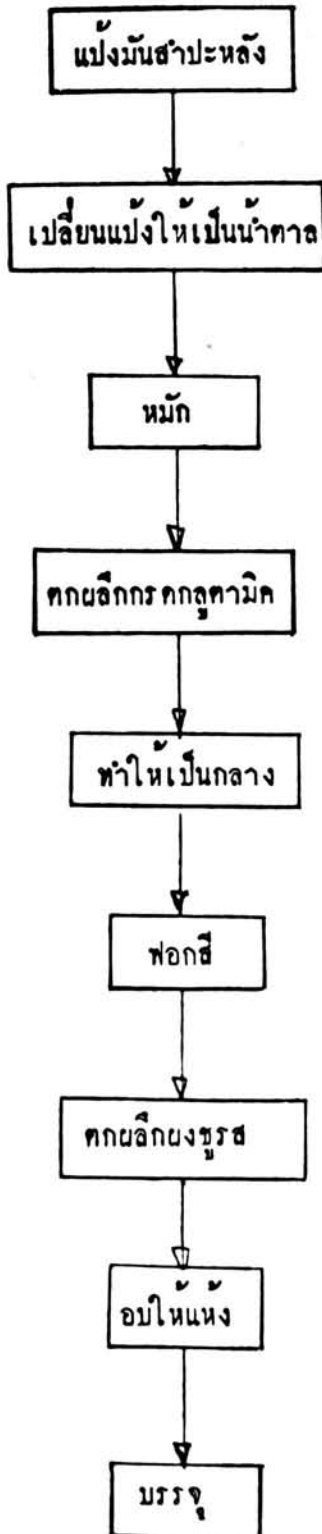 แป้งมันสำปะหลัง
เปลี่ยนแป้งให้เป็นน้ำตาล
หมัก
ตกผลึกกรดกลูตามิค
ทำให้เป็นกลาง
ฟอกสี
ตกผลึกผงชูรส
อบให้แห้ง
บรรจุ